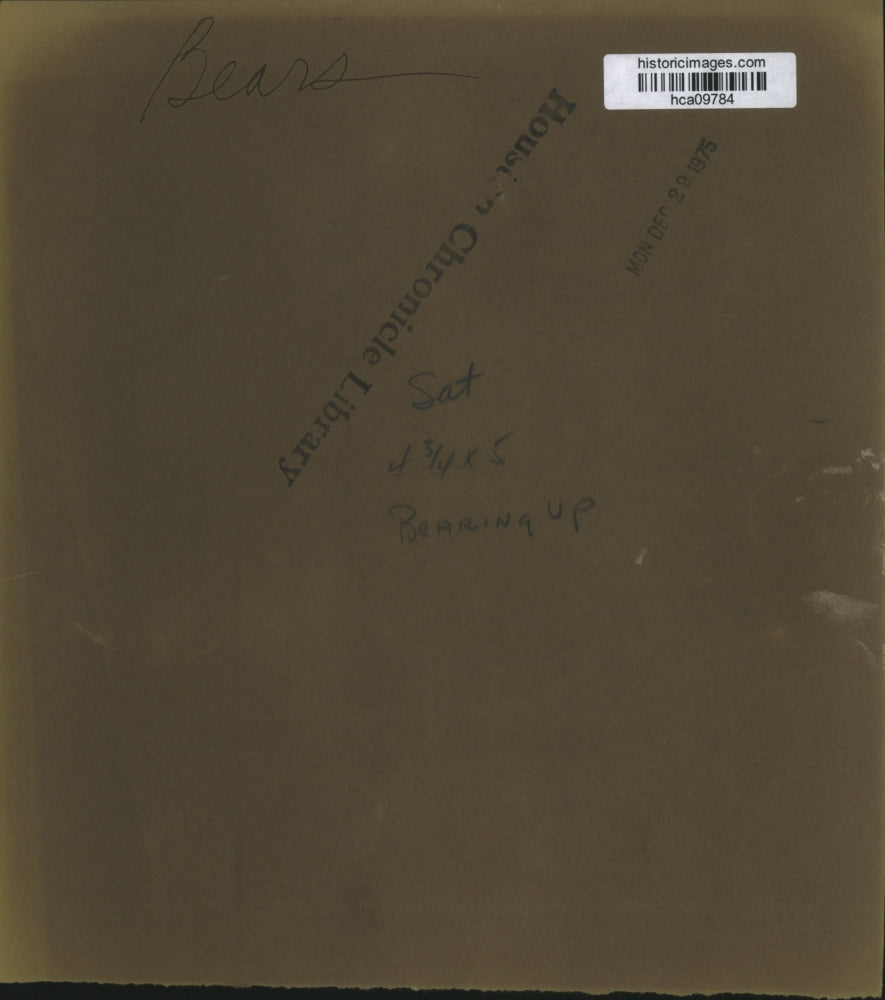 Bears
historicimages.com
hca09784
Houston Chronicle Library
MON DEC 29 1975
Sat
4 3/4 x 5
BEARING UP